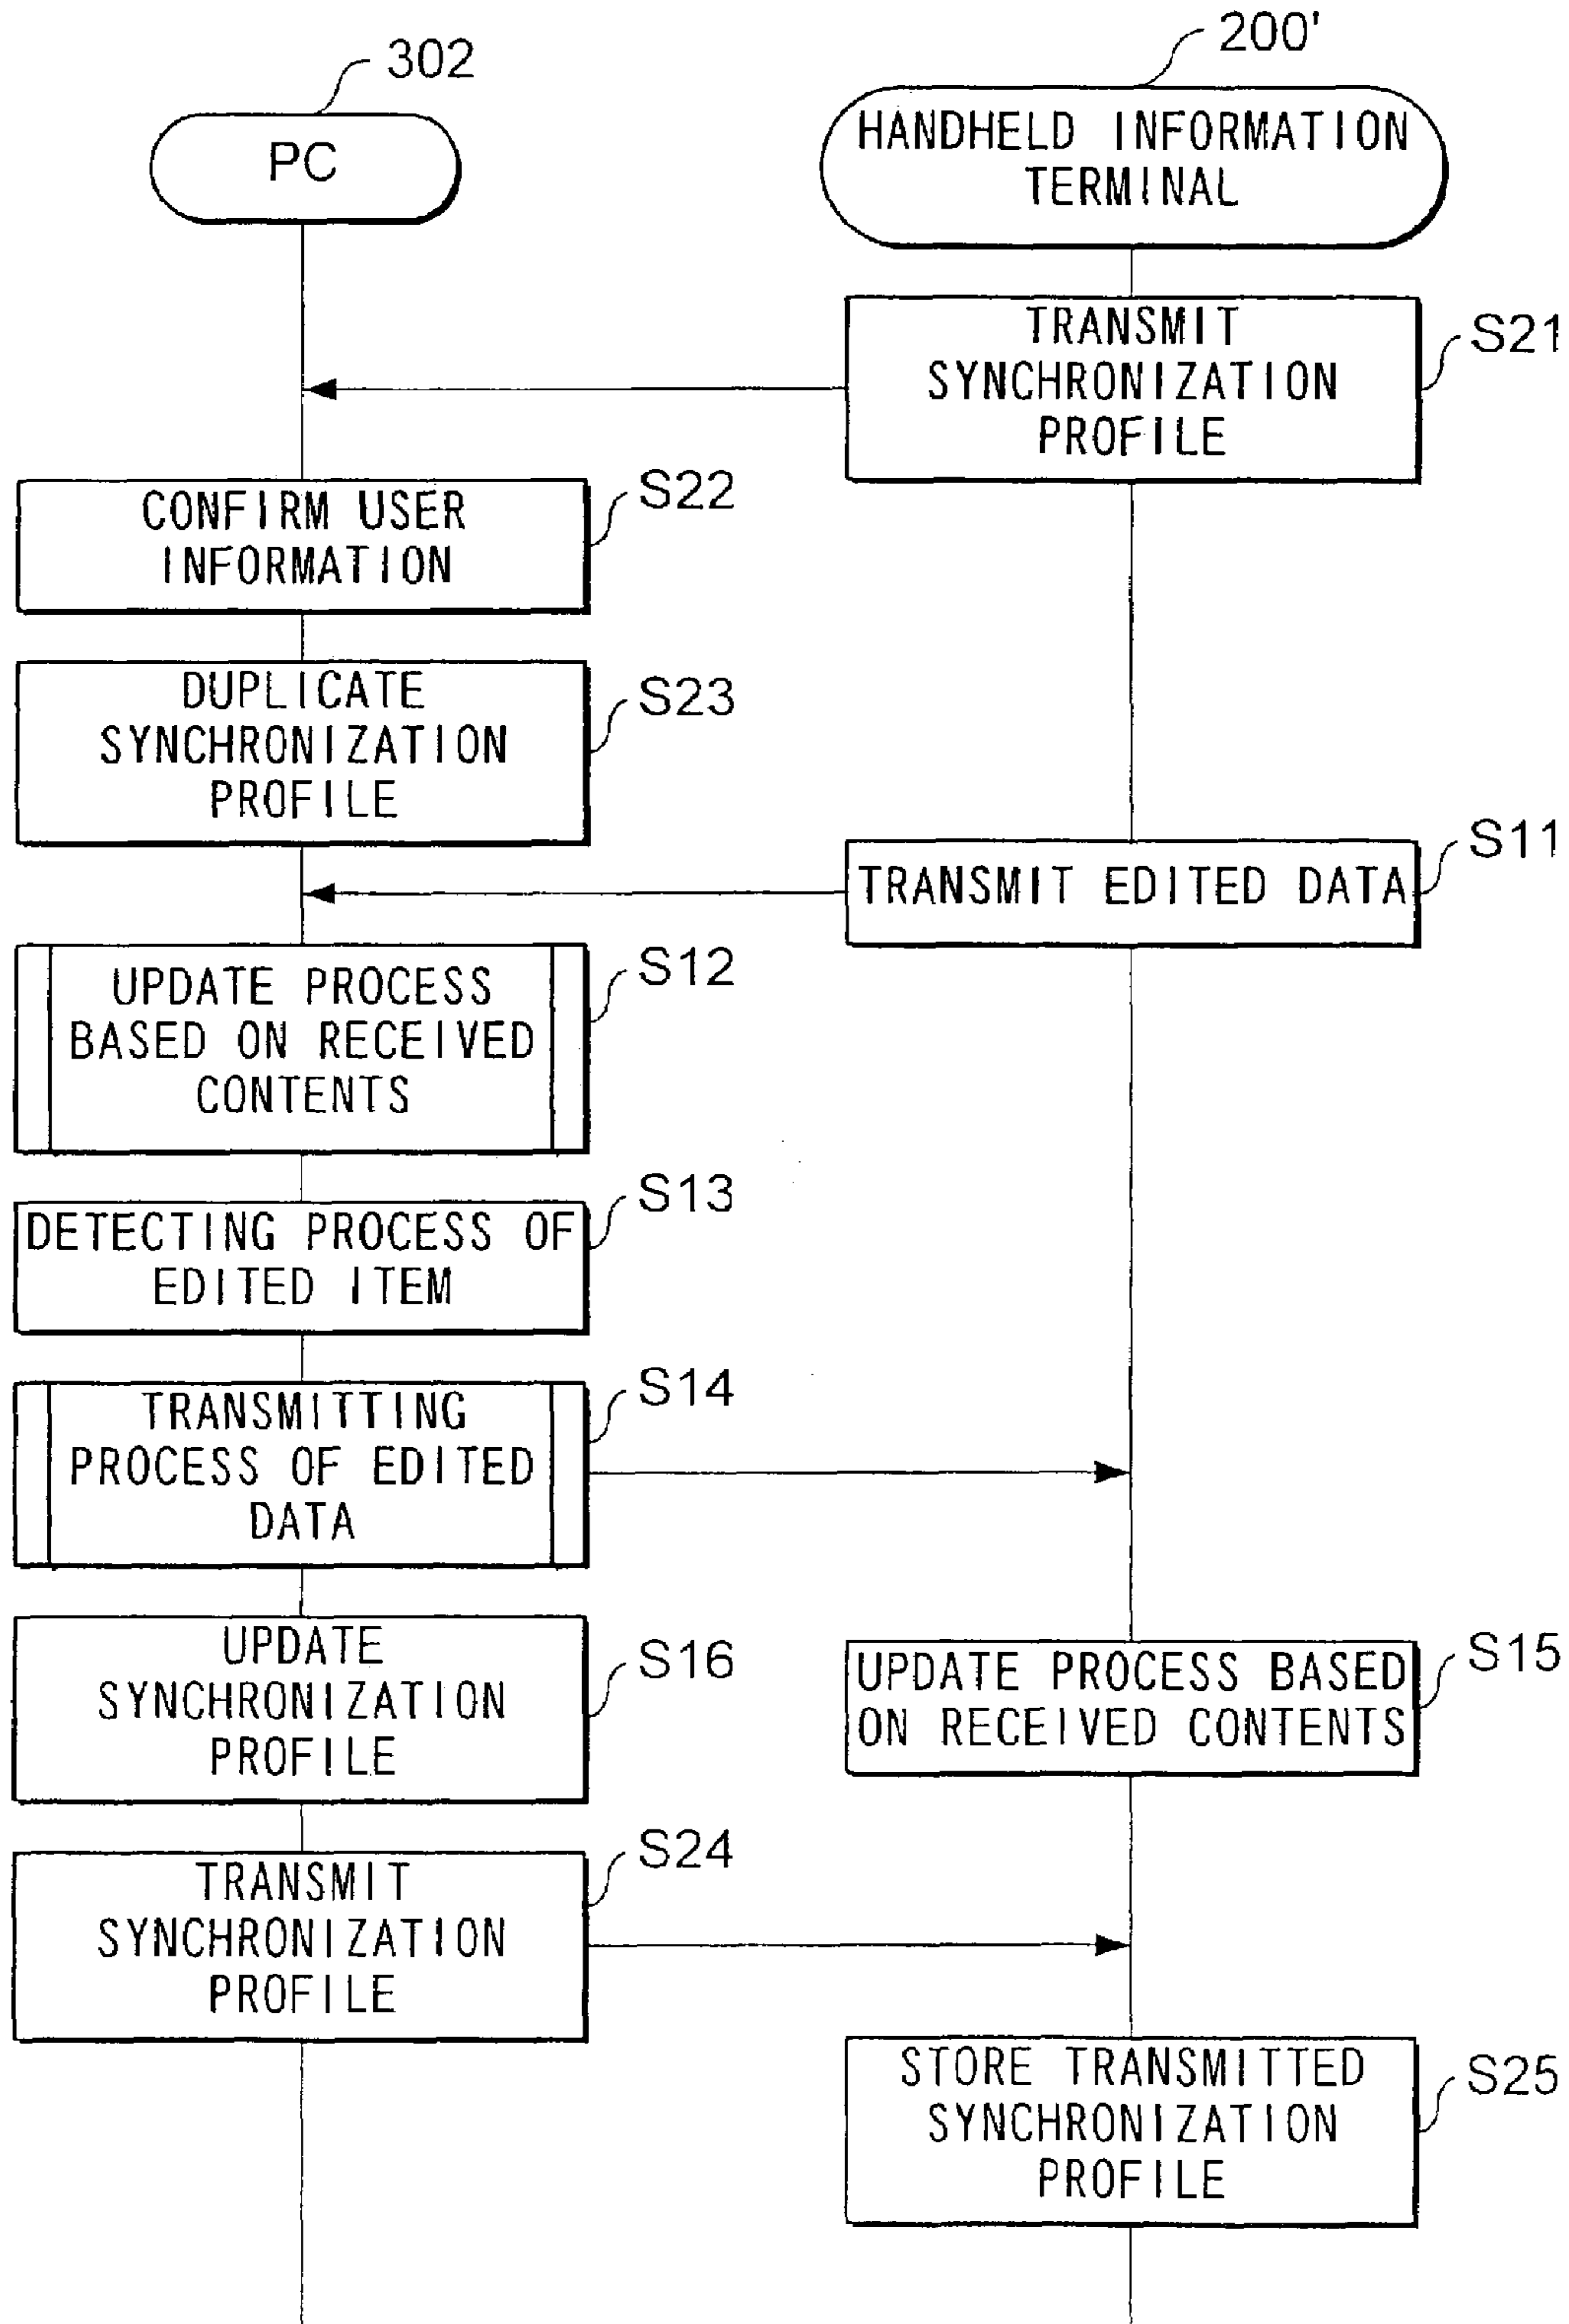 200'
302
PC
HANDHELD INFORMATION
TERMINAL
TRANSMIT
SYNCHRONIZATION
PROFILE
S21
CONFIRM USER
INFORMATION
S22
DUPLICATE
SYNCHRONIZATION
PROFILE
S23
TRANSMIT EDITED DATA
S11
UPDATE PROCESS
BASED ON RECEIVED
CONTENTS
S12
DETECTING PROCESS OF
EDITED ITEM
S13
TRANSMITTING
PROCESS OF EDITED
DATA
S14
UPDATE
SYNCHRONIZATION
PROFILE
S16
UPDATE PROCESS BASED
ON RECEIVED CONTENTS
S15
TRANSMIT
SYNCHRONIZATION
PROFILE
S24
STORE TRANSMITTED
SYNCHRONIZATION
PROFILE
S25